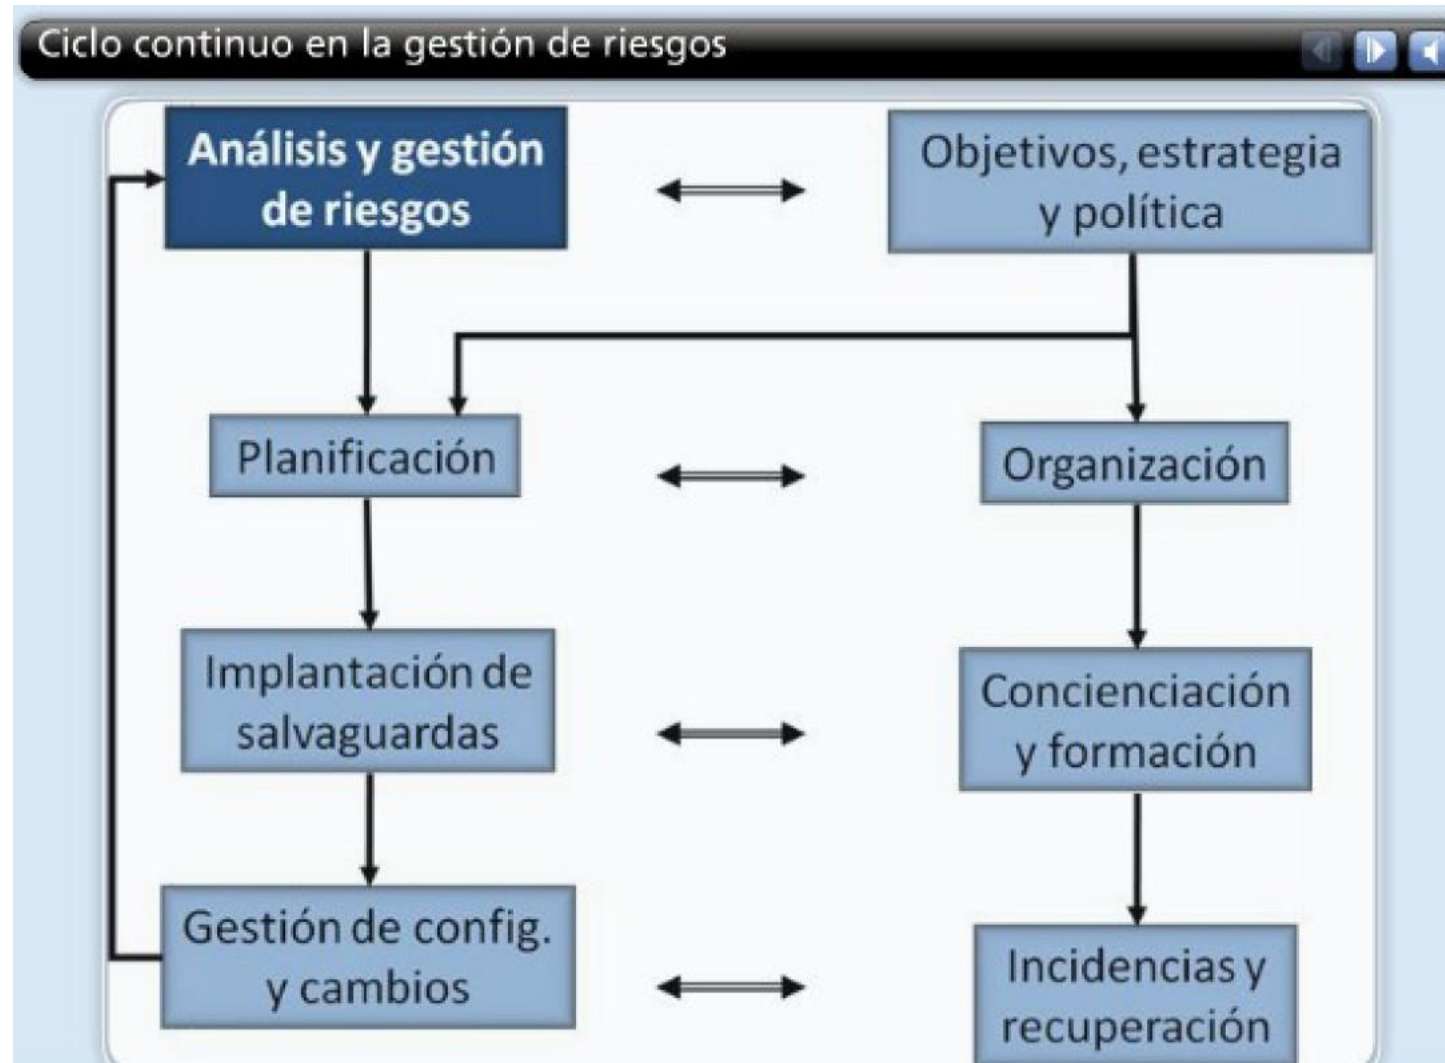 Ciclo continuo en la gestión de riesgos
Análisis y gestión
de riesgos
Objetivos, estrategia
y política
Planificación
Organización
Implantación de
salvaguardas
Concienciación
y formación
Gestión de config.
y cambios
Incidencias y
recuperación